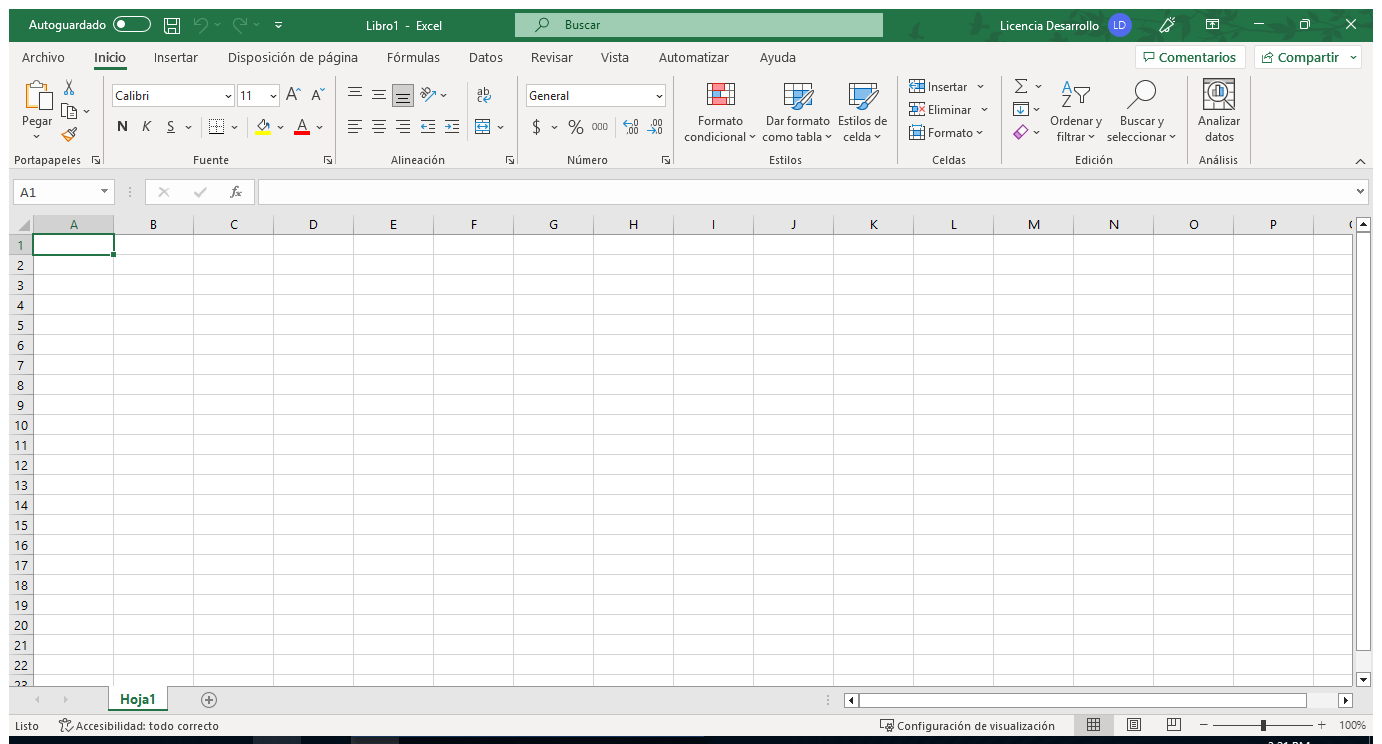 Autoguardado Libro1 - Excel Buscar Licencia Desarrollo LD
Archivo Inicio Insertar Disposición de página Fórmulas Datos Revisar Vista Automatizar Ayuda Comentarios Compartir
Pegar
Portapapeles
Calibri 11
N K S
Fuente
ab
c
Alineación
General
$ % 000
Número
Formato condicional
Dar formato como tabla
Estilos de celda
Estilos
Insertar
Eliminar
Formato
Celdas
Ordenar y filtrar
Buscar y seleccionar
Edición
Analizar datos
Análisis
A1 fx
A B C D E F G H I J K L M N O P
1
2
3
4
5
6
7
8
9
10
11
12
13
14
15
16
17
18
19
20
21
22
23
Hoja1
Listo Accesibilidad: todo correcto Configuración de visualización 100%